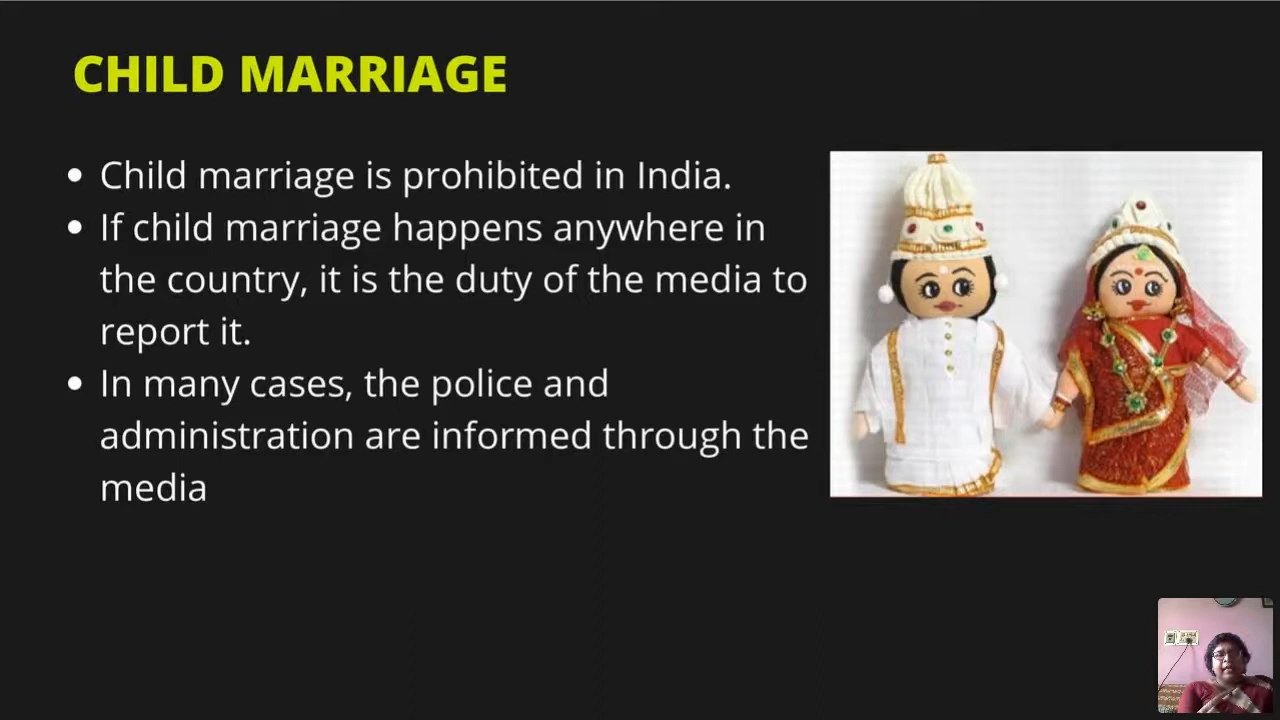 CHILD MARRIAGE
• Child marriage is prohibited in India.
• If child marriage happens anywhere in
the country, it is the duty of the media to
report it.
• In many cases, the police and
administration are informed through the
media